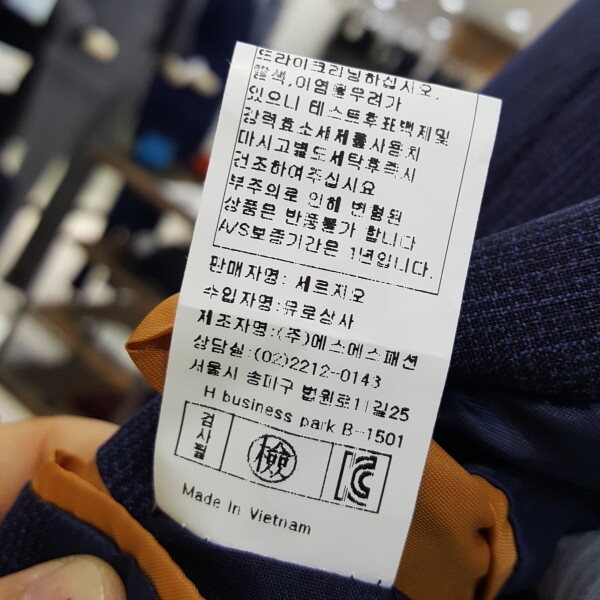 드라이크리닝하십시오.
탈색,이염될우려가
있으니 테스트후표백제및
강력효소세제를사용치
마시고별도세탁후즉시
건조하여주십시요
부주의로 인해 변형된
상품은 반품불가 합니다
A/S보증기간은 1년입니다.
판매자명: 세르지오
수입자명:유로상사
제조자명:(주)에스에스패션
상담실:(02)2212-0143
서울시 송미구 법원로11길25
H business park B-1501
검사필 檢
Made in Vietnam